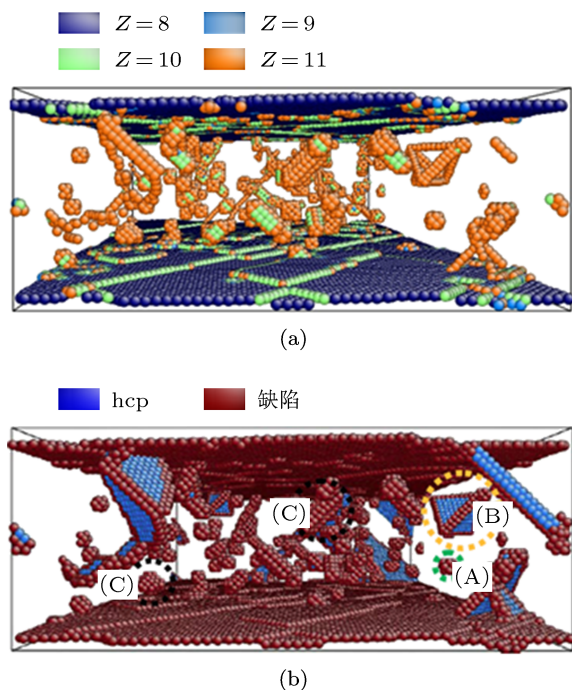 Z = 8 Z = 9
Z = 10 Z = 11
(a)
hcp 缺陷
(C) (B)
(C) (A)
(b)